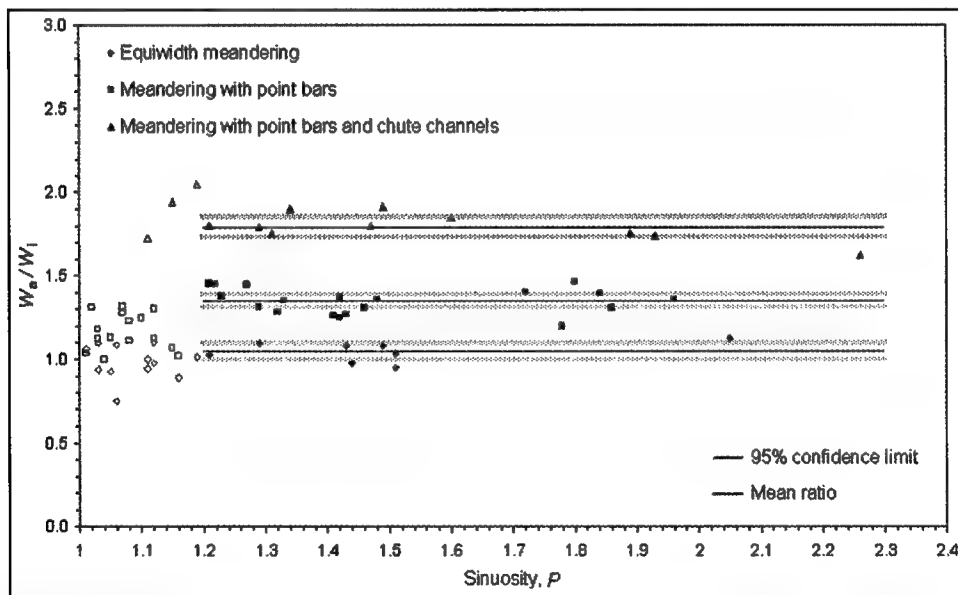 3.0
Equiwidth meandering
Meandering with point bars
Meandering with point bars and chute channels
2.5
2.0
1.5
1.0
0.5
0.0
Wa / Wi
95% confidence limit
Mean ratio
1 1.1 1.2 1.3 1.4 1.5 1.6 1.7 1.8 1.9 2 2.1 2.2 2.3 2.4
Sinuosity, P